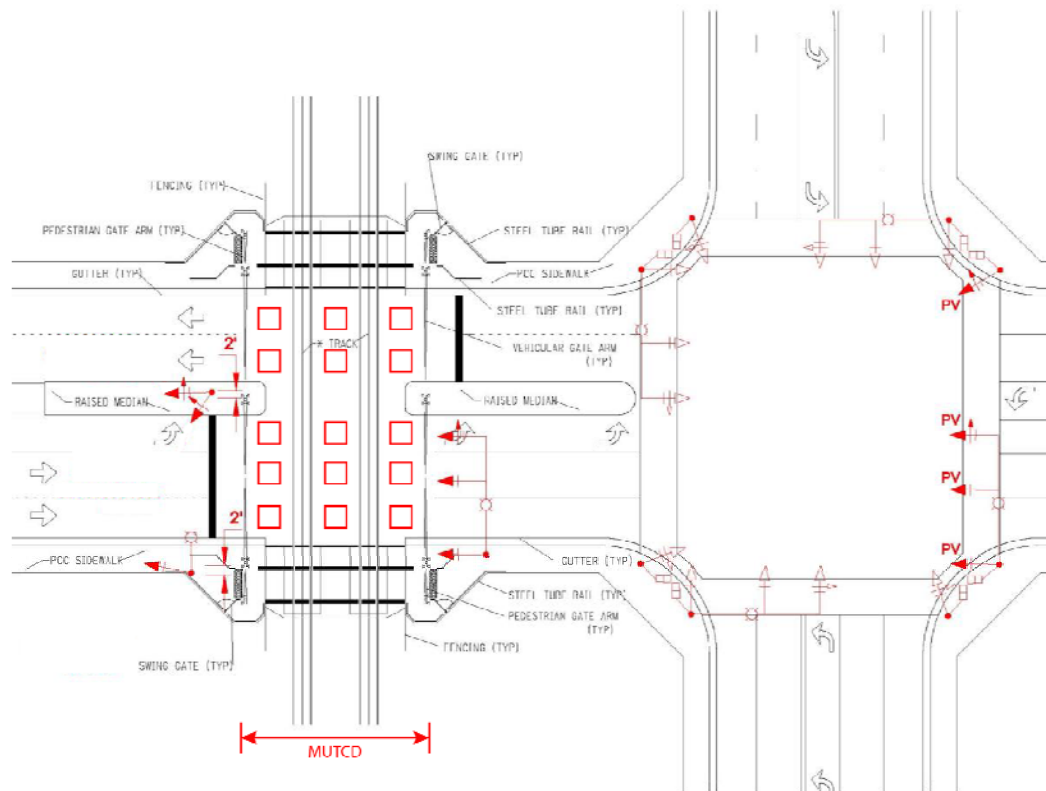 SWING GATE (TYP)
FENCING (TYP)
PEDESTRIAN GATE ARM (TYP)
STEEL TUBE RAIL (TYP)
GUTTER (TYP)
PCC SIDEWALK
PV
STEEL TUBE RAIL (TYP)
2'
* TRACK
VEHICULAR GATE ARM
(TYP)
RAISED MEDIAN
RAISED MEDIAN
PV
PV
2'
PV
PCC SIDEWALK
GUTTER (TYP)
STEEL TUBE RAIL (TYP)
PEDESTRIAN GATE ARM
(TYP)
FENCING (TYP)
SWING GATE (TYP)
MUTCD